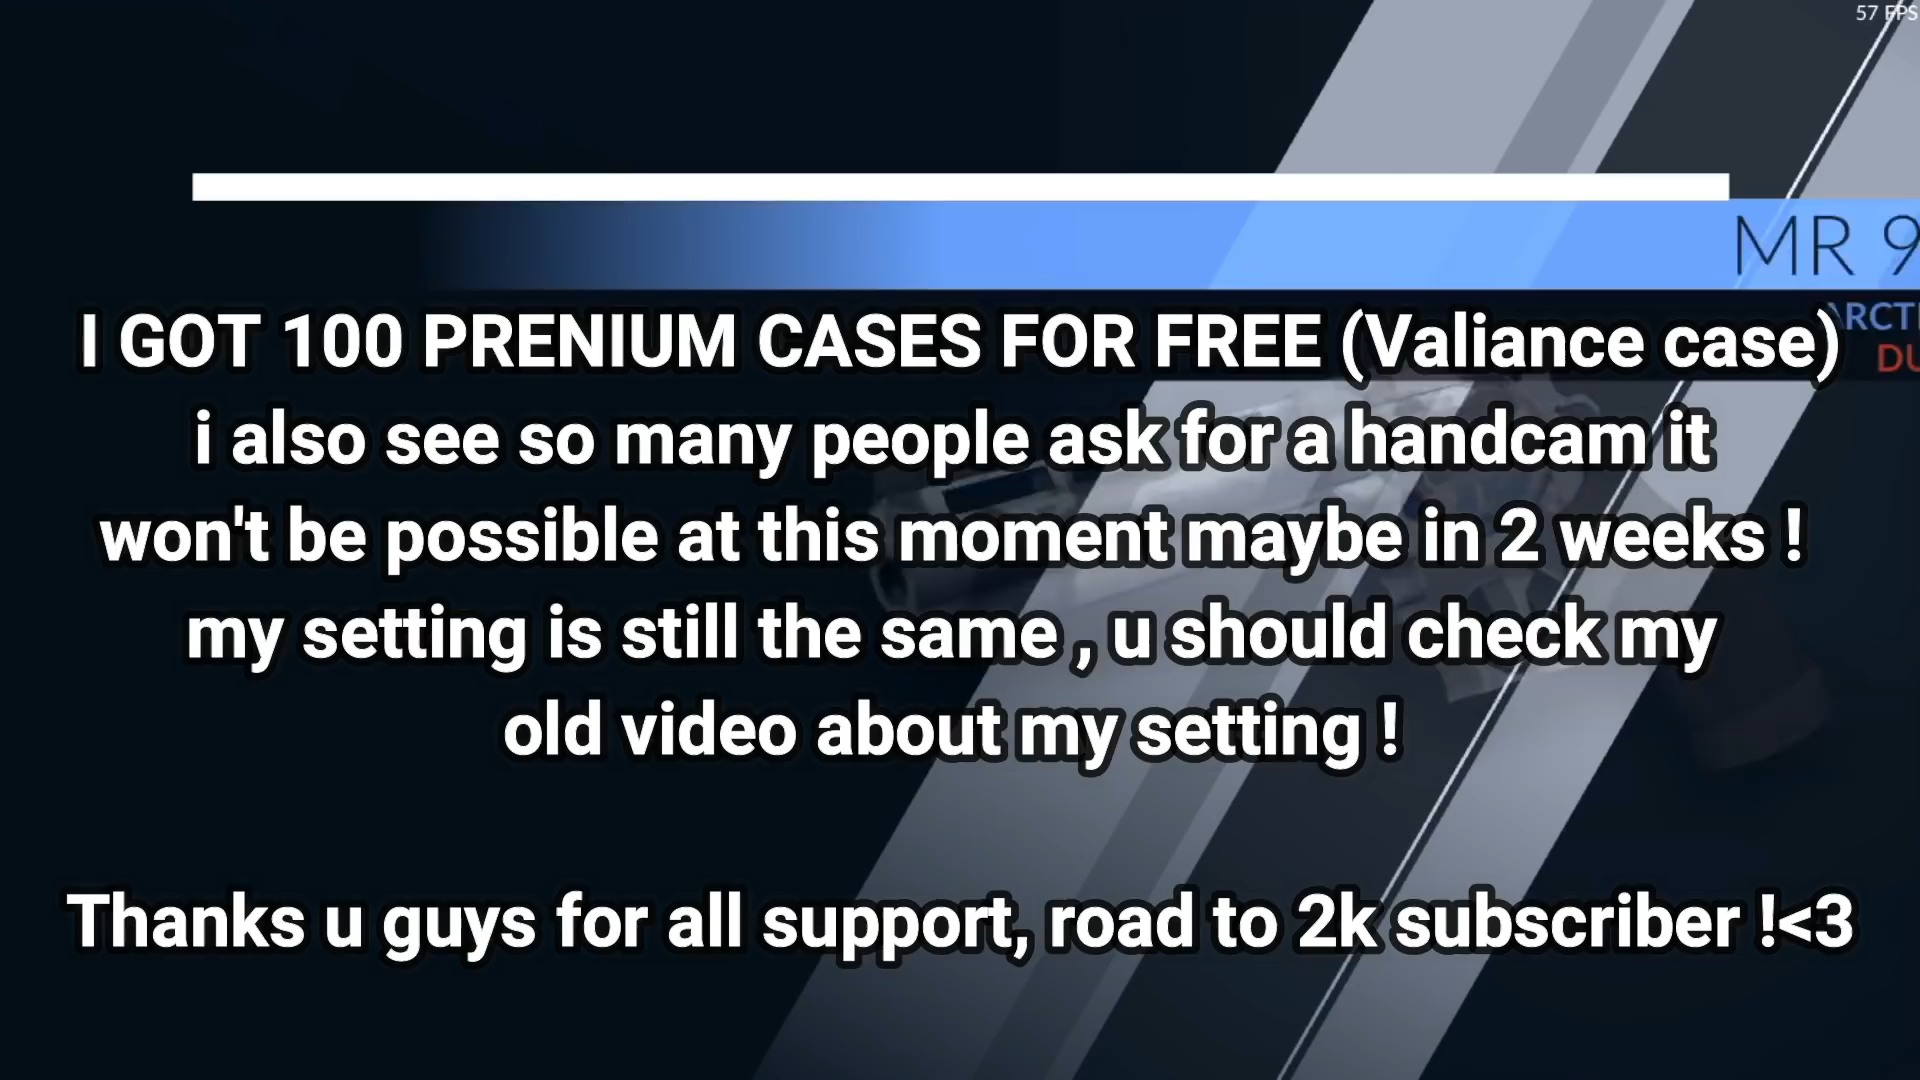 57 FPS
MR 9
ARCTI
DU
I GOT 100 PRENIUM CASES FOR FREE (Valiance case)
i also see so many people ask for a handcam it
won't be possible at this moment maybe in 2 weeks !
my setting is still the same , u should check my
old video about my setting !
Thanks u guys for all support, road to 2k subscriber !<3